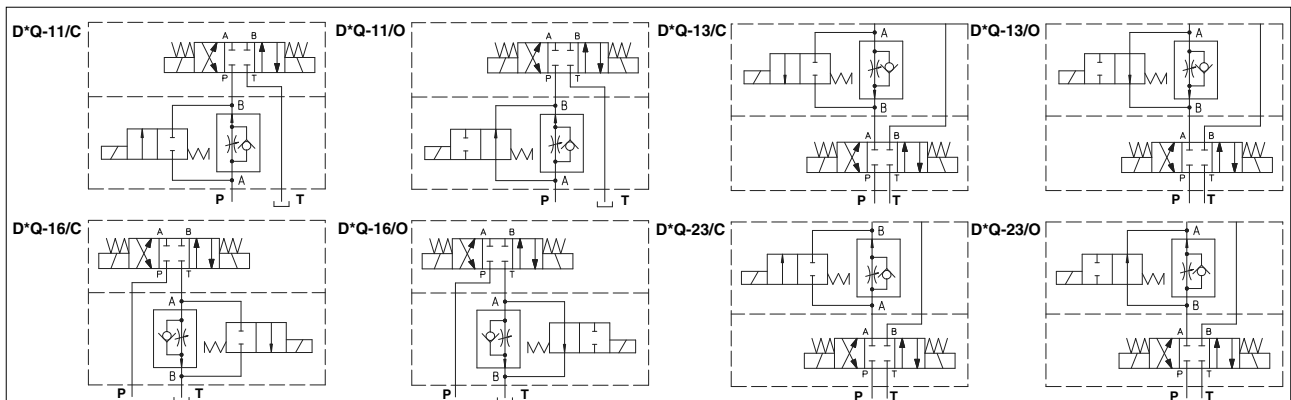 D*Q-11/C
A B
P T
B
A
P T
D*Q-11/O
A B
P T
B
A
P T
D*Q-13/C
A
B
A B
P T
P T
D*Q-13/O
A
B
A B
P T
P T
D*Q-16/C
A B
P T
A
B
P T
D*Q-16/O
A B
P T
A
B
P T
D*Q-23/C
B
A
A B
P T
P T
D*Q-23/O
A
B
A B
P T
P T